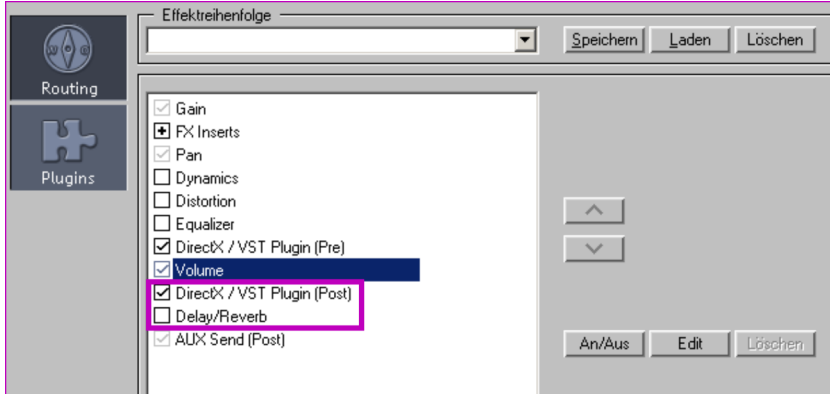 Effektreihenfolge
Speichern Laden Löschen
Routing
Plugins
Gain
FX Inserts
Pan
Dynamics
Distortion
Equalizer
DirectX / VST Plugin (Pre)
Volume
DirectX / VST Plugin (Post)
Delay/Reverb
AUX Send (Post)
An/Aus Edit Löschen